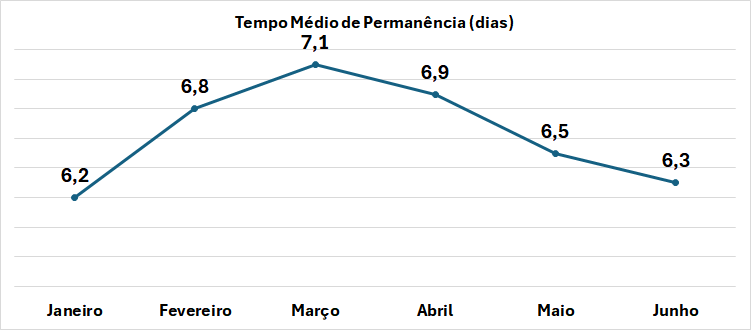 Tempo Médio de Permanência (dias)
7,1
6,8
6,9
6,5
6,2
6,3
Janeiro
Fevereiro
Março
Abril
Maio
Junho